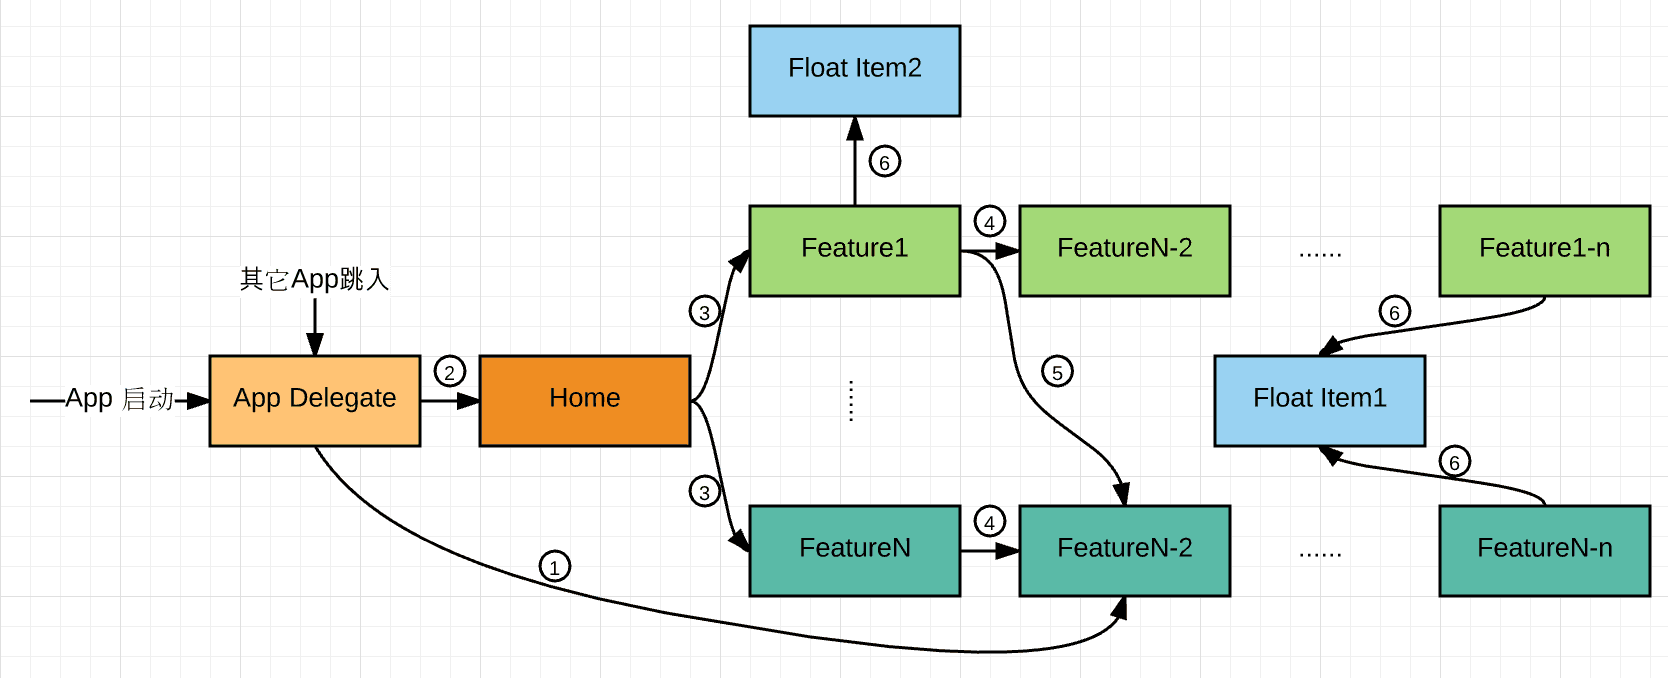 Float Item2
6
Feature1
4
FeatureN-2
......
Feature1-n
其它App跳入
3
6
App 启动
App Delegate
2
Home
......
5
Float Item1
3
6
FeatureN
4
FeatureN-2
......
FeatureN-n
1